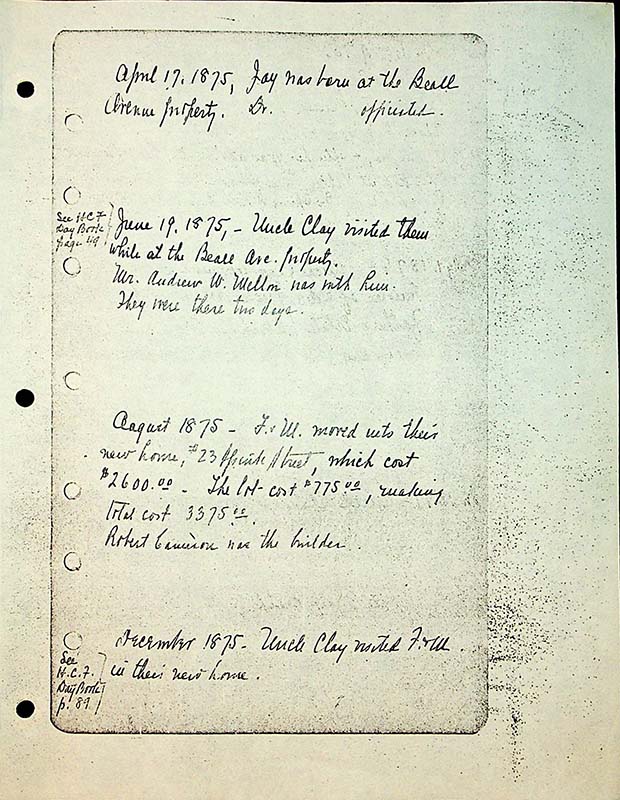 April 17, 1875, Jay was born at the Beall
Avenue property. Dr. officiated.
See H.C.F.
Day Book
page 49
June 19, 1875, - Uncle Clay visited them
while at the Beall Ave. property.
Mr. Andrew W. Mellon was with him.
They were there two days.
August 1875 - F. & M. moved into their
new home, #23 Street, which cost
$2600.00 - The lot cost $775.00, making
Total cost 3375.00.
Robert Cameron was the builder.
See
H.C.F.
Day Book
p. 89
December 1875 - Uncle Clay visited F. & M.
in their new home.